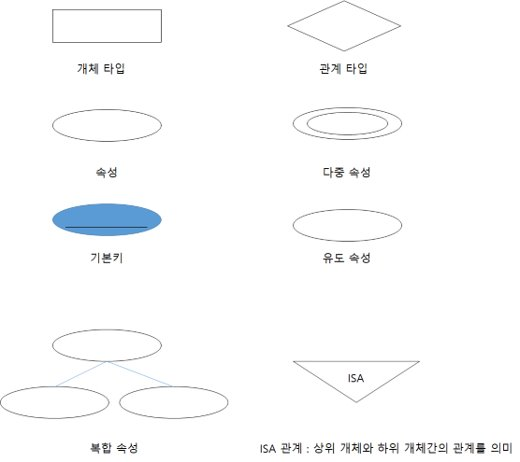 개체 타입
관계 타입
속성
다중 속성
기본키
유도 속성
ISA
복합 속성
ISA 관계 : 상위 개체와 하위 개체간의 관계를 의미